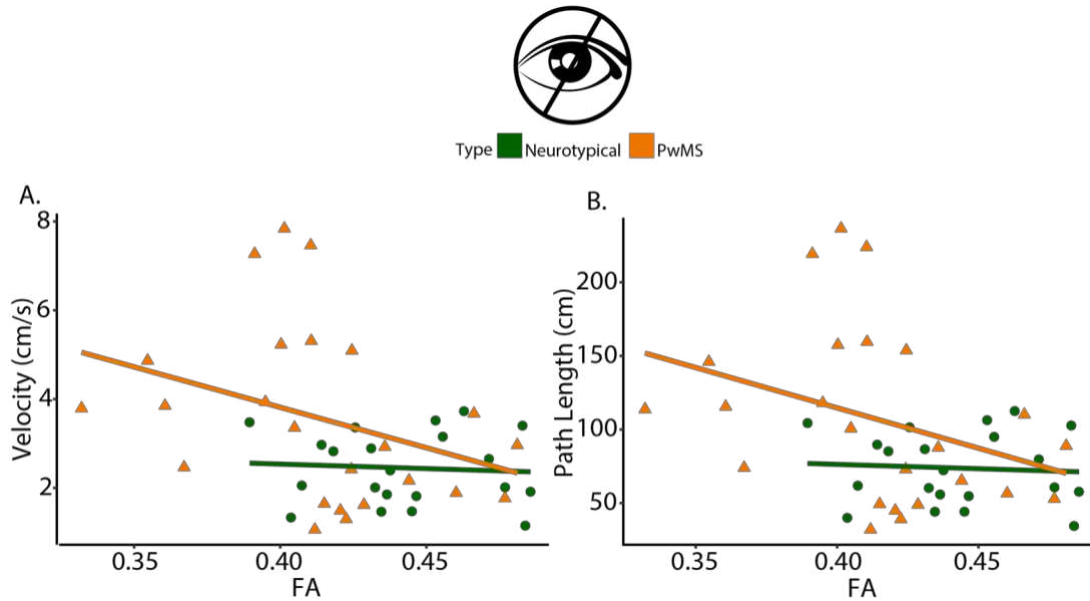 Type Neurotypical PwMS
A.
8
6
4
2
Velocity (cm/s)
0.35 0.40 0.45
FA
B.
200
150
100
50
Path Length (cm)
0.35 0.40 0.45
FA